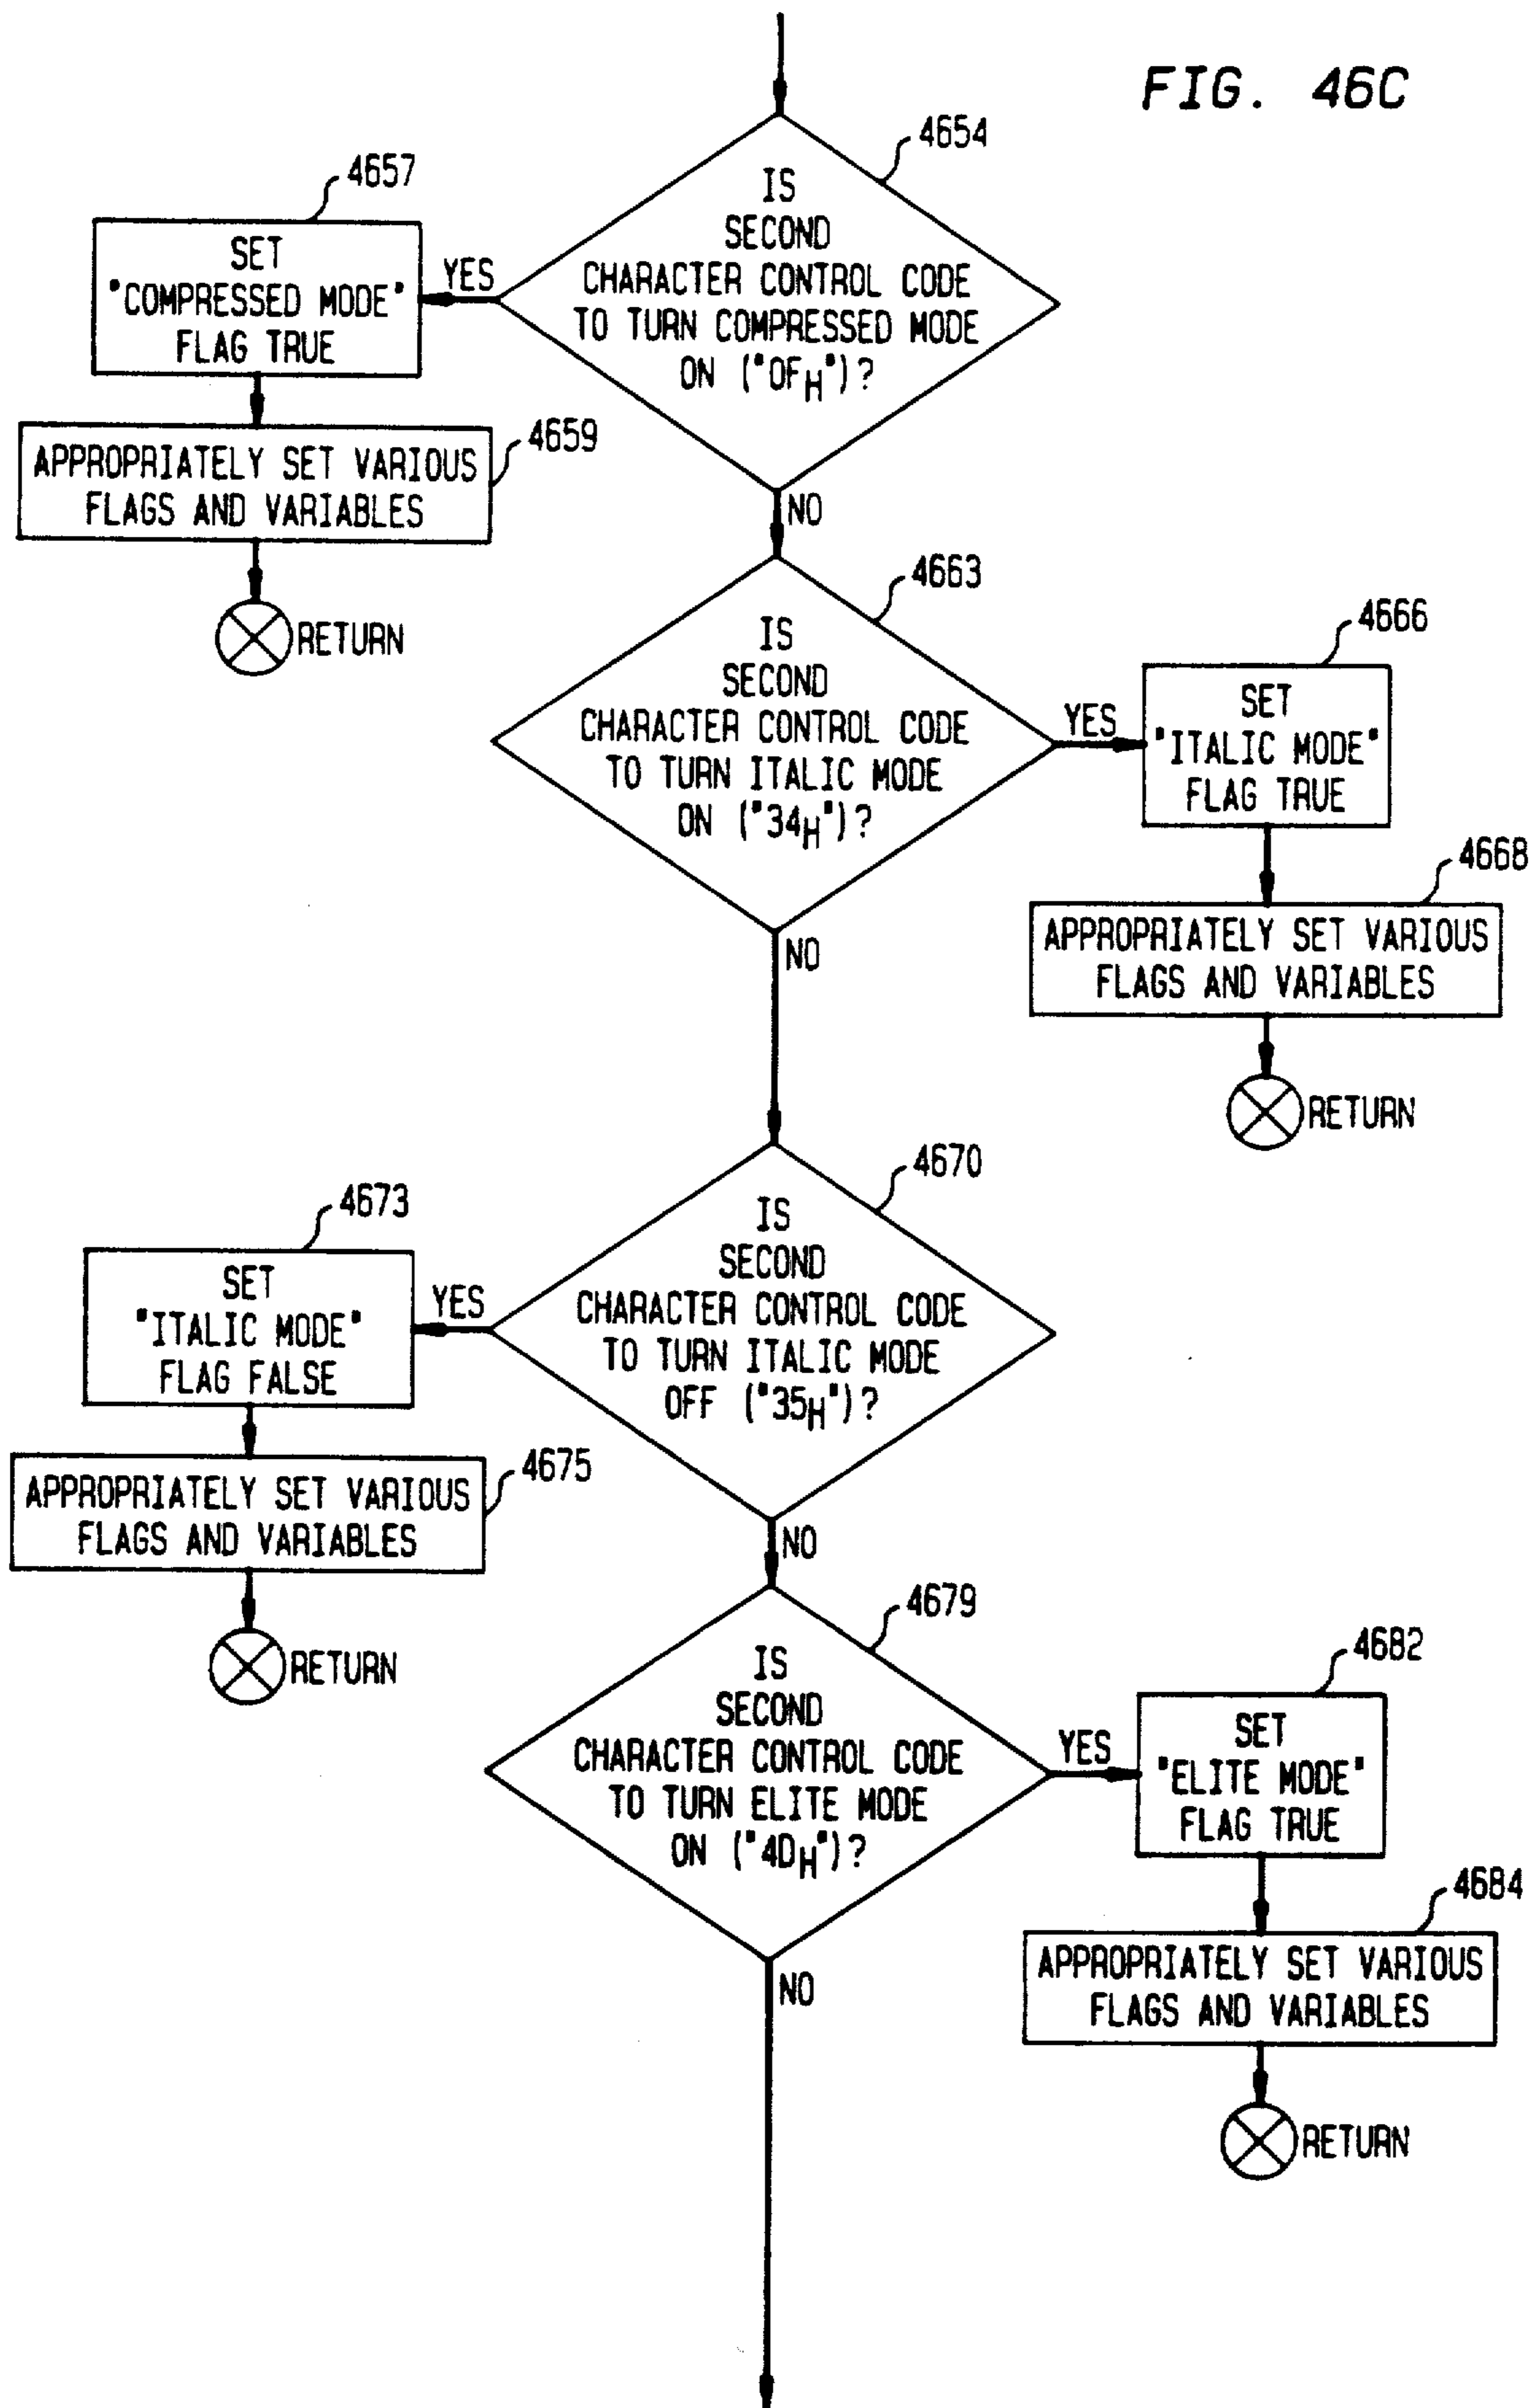 FIG. 46C
4654
IS
SECOND
CHARACTER CONTROL CODE
TO TURN COMPRESSED MODE
ON ("0FH")?
4657
YES
SET
"COMPRESSED MODE"
FLAG TRUE
4659
APPROPRIATELY SET VARIOUS
FLAGS AND VARIABLES
RETURN
NO
4663
IS
SECOND
CHARACTER CONTROL CODE
TO TURN ITALIC MODE
ON ("34H")?
YES
4666
SET
"ITALIC MODE"
FLAG TRUE
4668
APPROPRIATELY SET VARIOUS
FLAGS AND VARIABLES
RETURN
NO
4670
IS
SECOND
CHARACTER CONTROL CODE
TO TURN ITALIC MODE
OFF ("35H")?
YES
4673
SET
"ITALIC MODE"
FLAG FALSE
4675
APPROPRIATELY SET VARIOUS
FLAGS AND VARIABLES
RETURN
NO
4679
IS
SECOND
CHARACTER CONTROL CODE
TO TURN ELITE MODE
ON ("4DH")?
YES
4682
SET
"ELITE MODE"
FLAG TRUE
4684
APPROPRIATELY SET VARIOUS
FLAGS AND VARIABLES
RETURN
NO